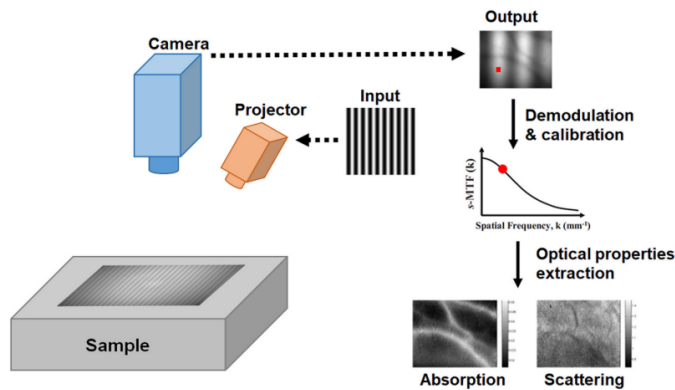 Output
Camera
Projector
Input
Demodulation
& calibration
s-MTF (k)
Spatial Frequency, k (mm⁻¹)
Optical properties
extraction
Sample
Absorption
Scattering